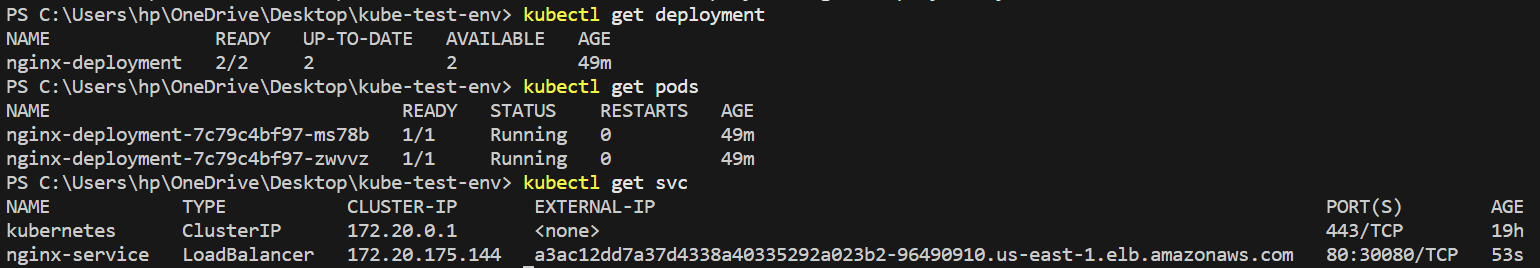 PS C:\Users\hp\OneDrive\Desktop\kube-test-env> kubectl get deployment
NAME READY UP-TO-DATE AVAILABLE AGE
nginx-deployment 2/2 2 2 49m
PS C:\Users\hp\OneDrive\Desktop\kube-test-env> kubectl get pods
NAME READY STATUS RESTARTS AGE
nginx-deployment-7c79c4bf97-ms78b 1/1 Running 0 49m
nginx-deployment-7c79c4bf97-zwvvz 1/1 Running 0 49m
PS C:\Users\hp\OneDrive\Desktop\kube-test-env> kubectl get svc
NAME TYPE CLUSTER-IP EXTERNAL-IP PORT(S) AGE
kubernetes ClusterIP 172.20.0.1 <none> 443/TCP 19h
nginx-service LoadBalancer 172.20.175.144 a3ac12dd7a37d4338a40335292a023b2-96490910.us-east-1.elb.amazonaws.com 80:30080/TCP 53s